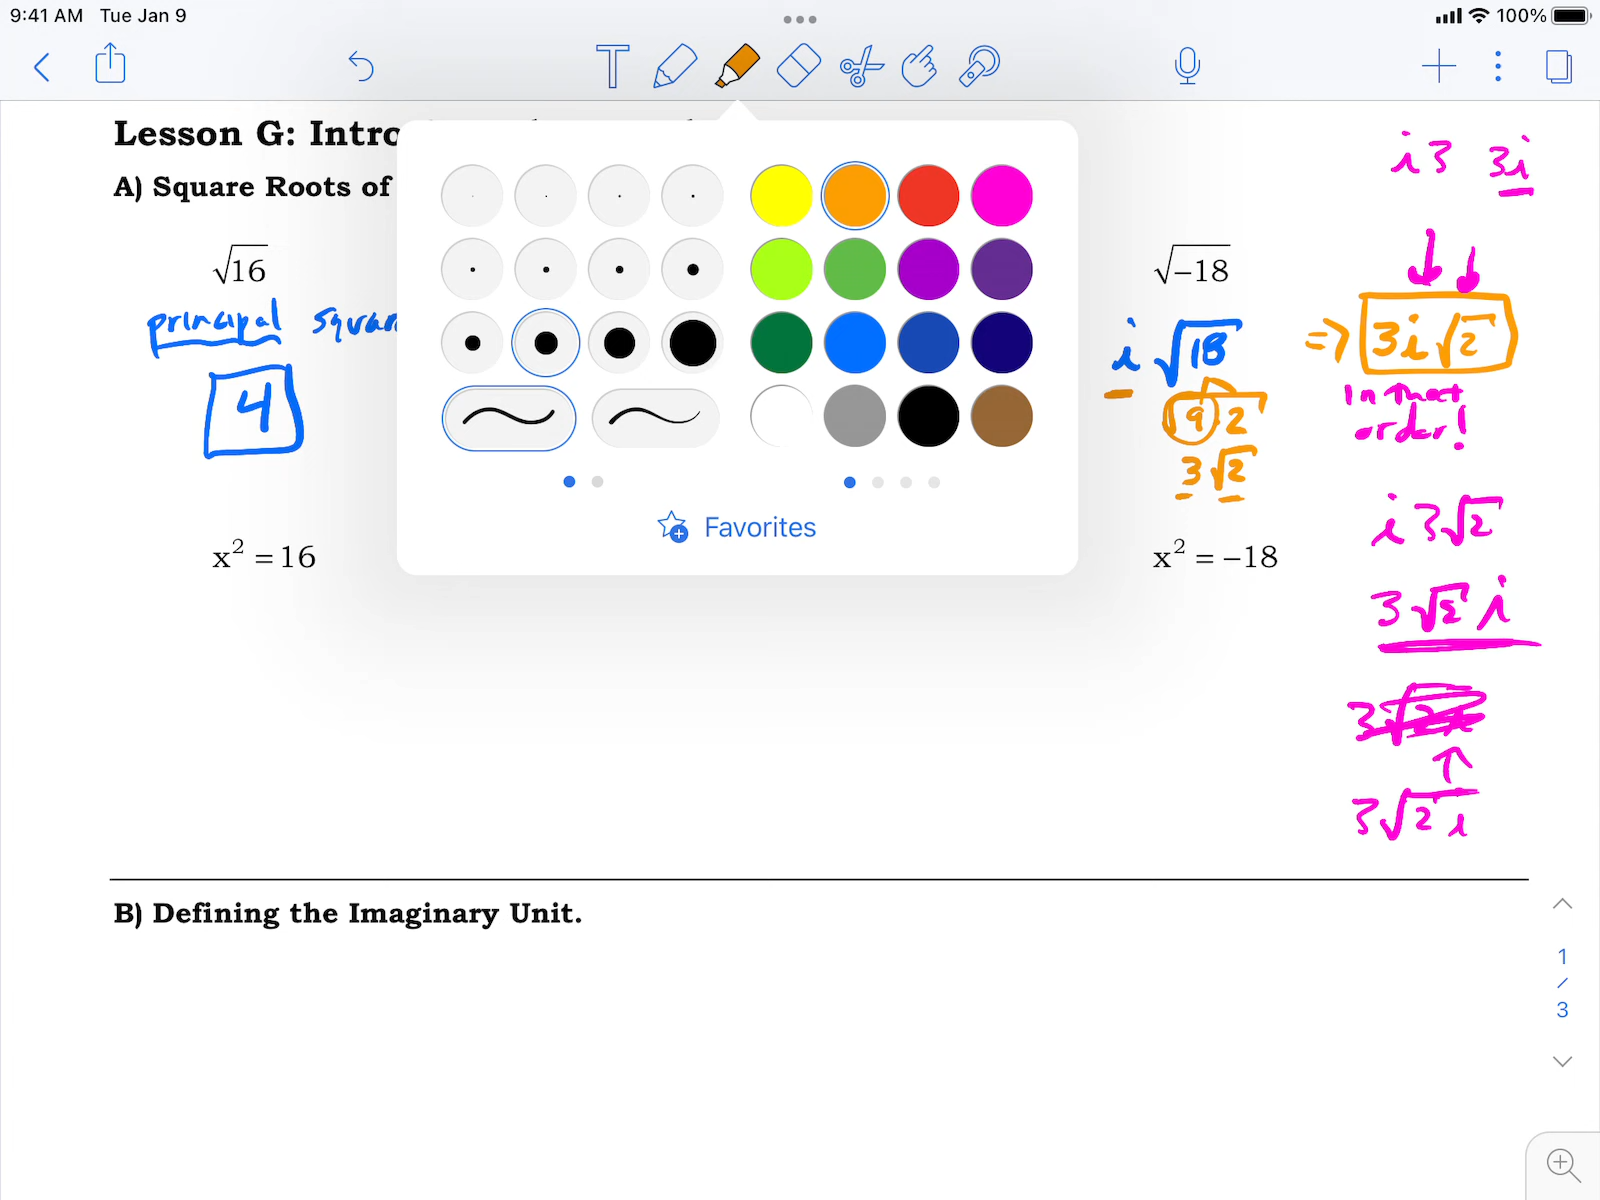 9:41 AM Tue Jan 9
100%
Lesson G: Intro
A) Square Roots of
√16
principal squar
4
x² = 16
Favorites
√−18
i √18
√9 2
3 √2
⇒ 3i √2
x² = −18
i 3 3i
In that
order!
i 3√2
3 √2 i
3√2 i
B) Defining the Imaginary Unit.
1
/
3